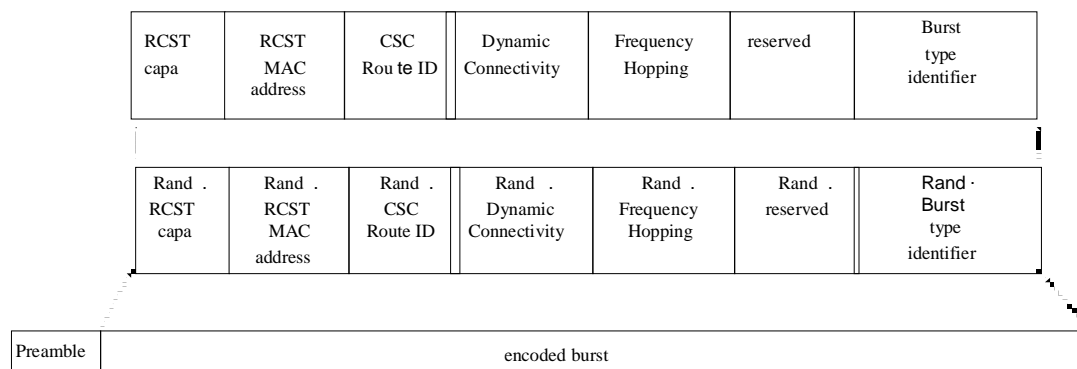 RCST
capa
RCST
MAC
address
CSC
Rou te ID
Dynamic
Connectivity
Frequency
Hopping
reserved
Burst
type
identifier
Rand .
RCST
capa
Rand .
RCST
MAC
address
Rand .
CSC
Route ID
Rand .
Dynamic
Connectivity
Rand .
Frequency
Hopping
Rand .
reserved
Rand ·
Burst
type
identifier
Preamble
encoded burst